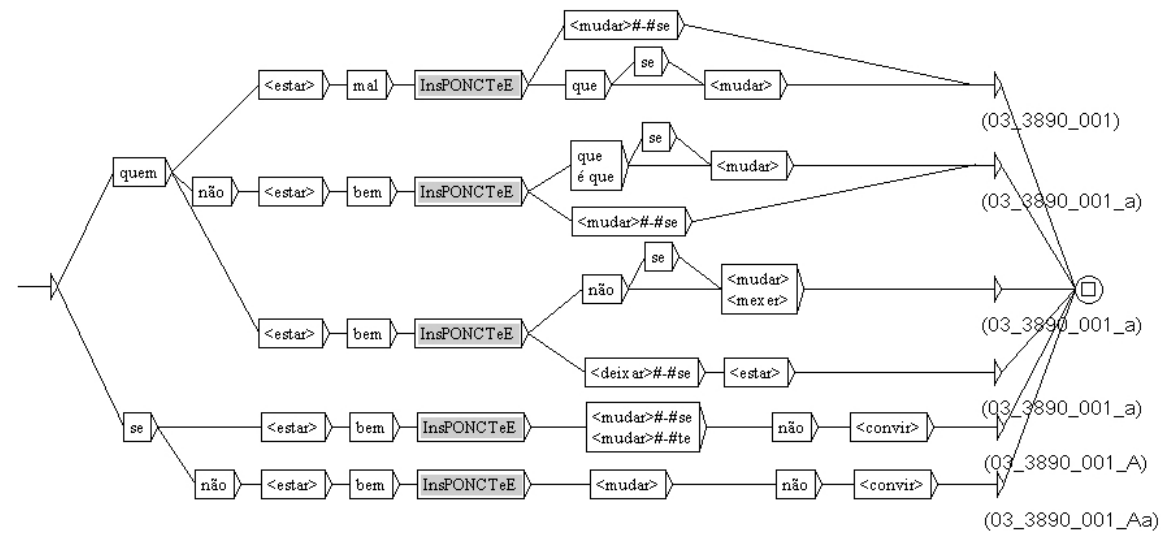 <mudar>#-#se
se
<estar> mal InsPONCTeE que <mudar>
(03_3890_001)
se
que
é que
<mudar>
quem
não <estar> bem InsPONCTeE
(03_3890_001_a)
<mudar>#-#se
se
não
<mudar>
<mexer>
(03_3890_001_a)
<estar> bem InsPONCTeE
<deixar>#-#se <estar>
(03_3890_001_a)
se <estar> bem InsPONCTeE
<mudar>#-#se
<mudar>#-#te
não <convir>
(03_3890_001_A)
não <estar> bem InsPONCTeE <mudar> não <convir>
(03_3890_001_Aa)